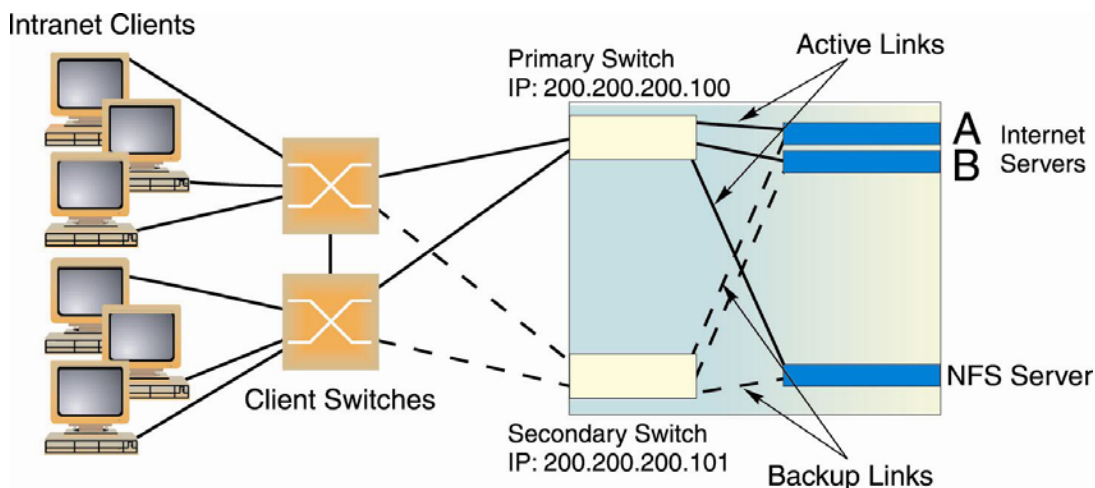 Intranet Clients
Primary Switch
IP: 200.200.200.100
Active Links
A
Internet
B
Servers
Client Switches
NFS Server
Secondary Switch
IP: 200.200.200.101
Backup Links